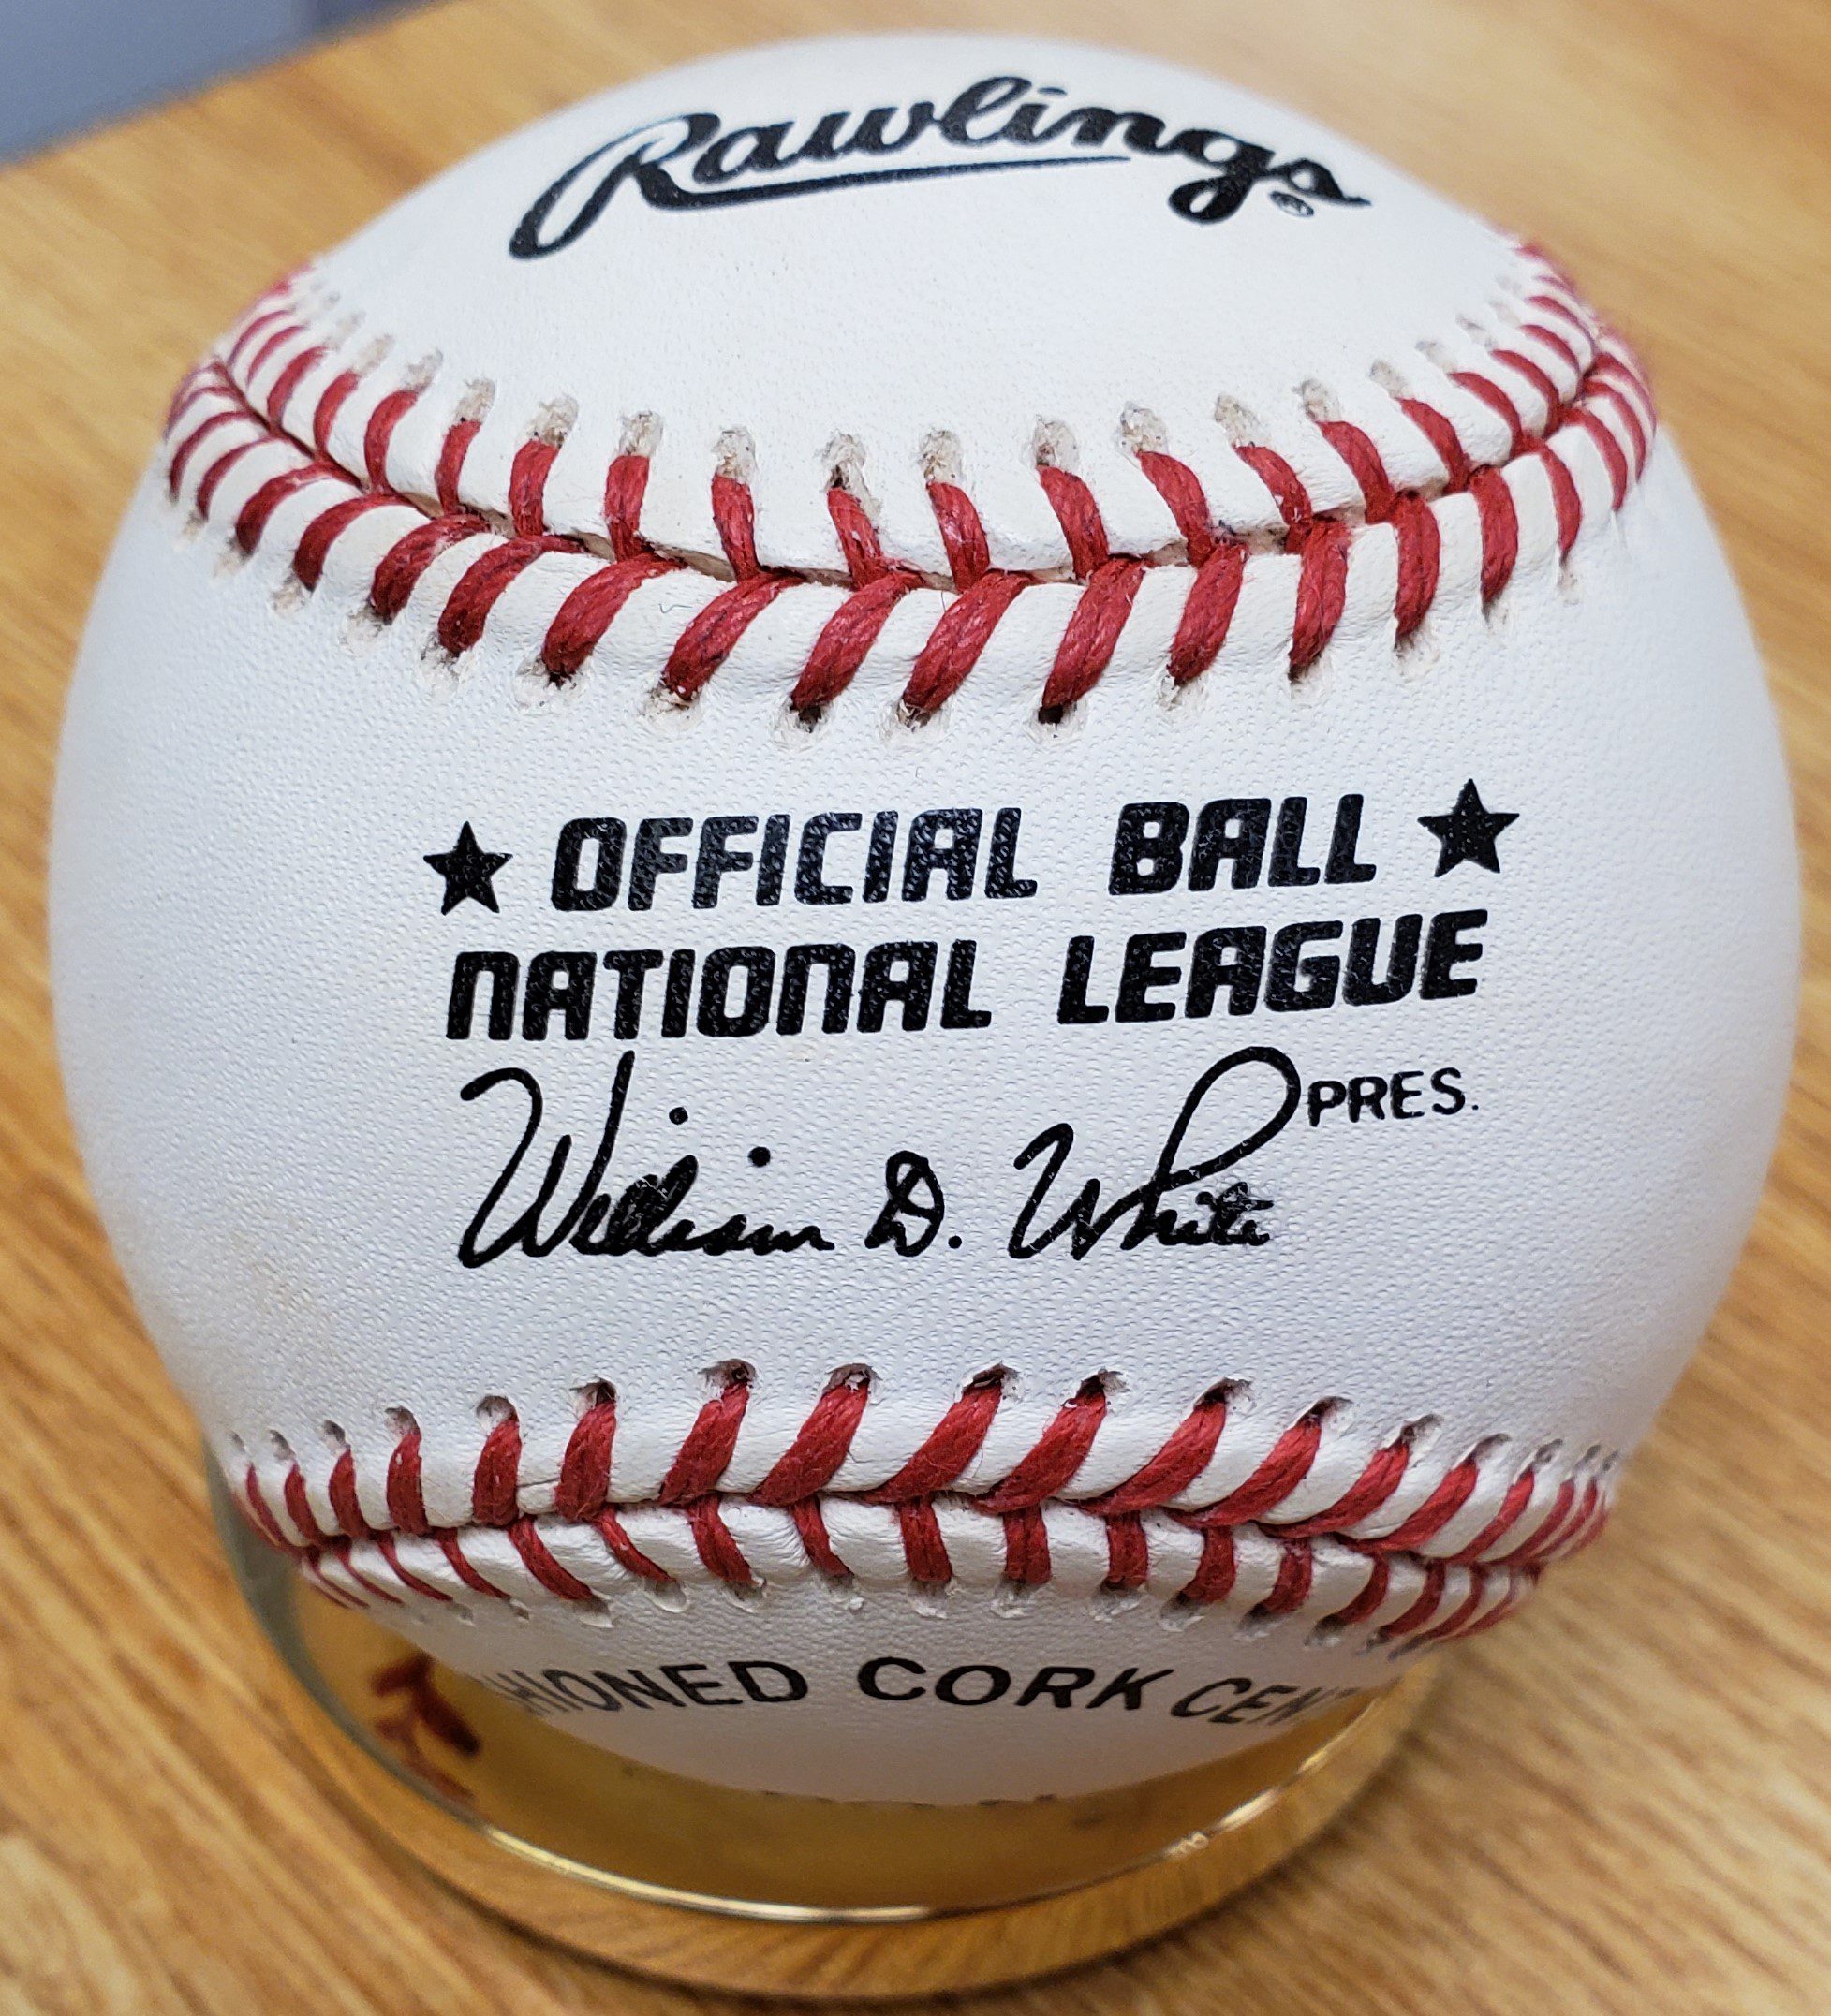 Rawlings®
★ OFFICIAL BALL ★
NATIONAL LEAGUE
William D. White PRES.
CORK